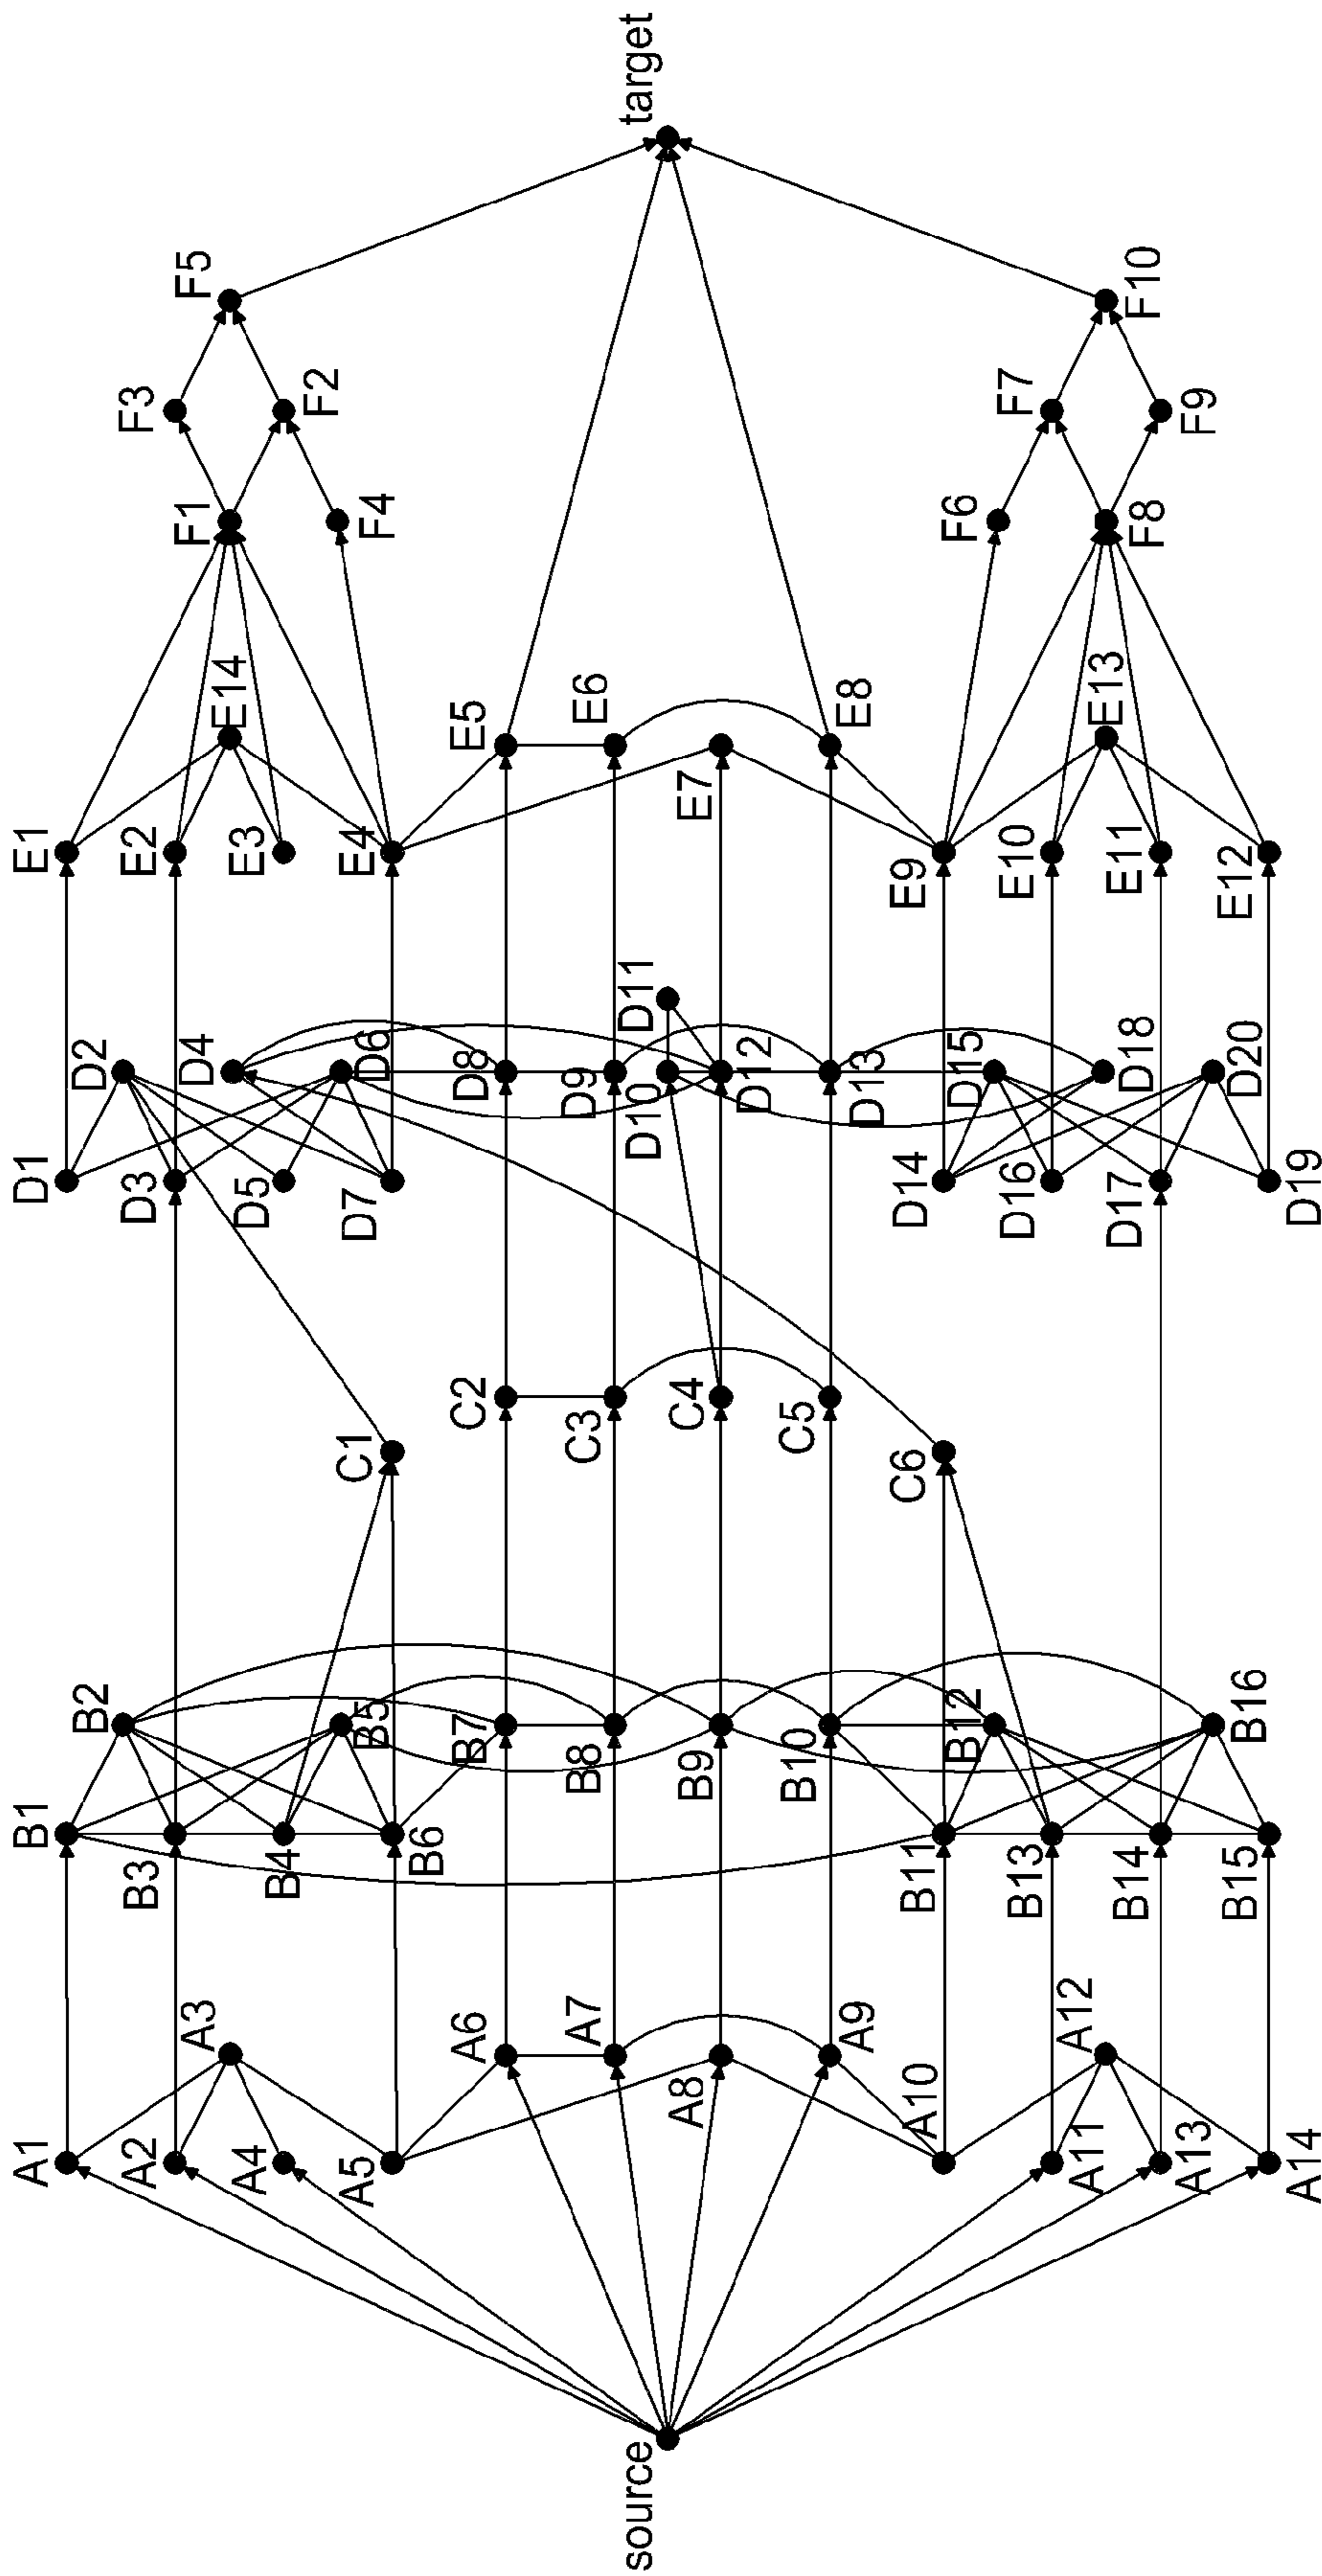 target
F5
F10
F3
F2
F7
F9
F1
F4
F6
F8
E14
E5
E6
E8
E13
E1
E2
E3
E4
E7
E9
E10
E11
E12
D11
D2
D4
D6
D8
D9
D10
D12
D13
D15
D18
D20
D1
D3
D5
D7
D14
D16
D17
D19
C2
C3
C4
C5
C1
C6
B2
B5
B7
B8
B9
B10
B12
B16
B1
B3
B4
B6
B11
B13
B14
B15
A3
A6
A7
A8
A9
A10
A12
A1
A2
A4
A5
A11
A13
A14
source